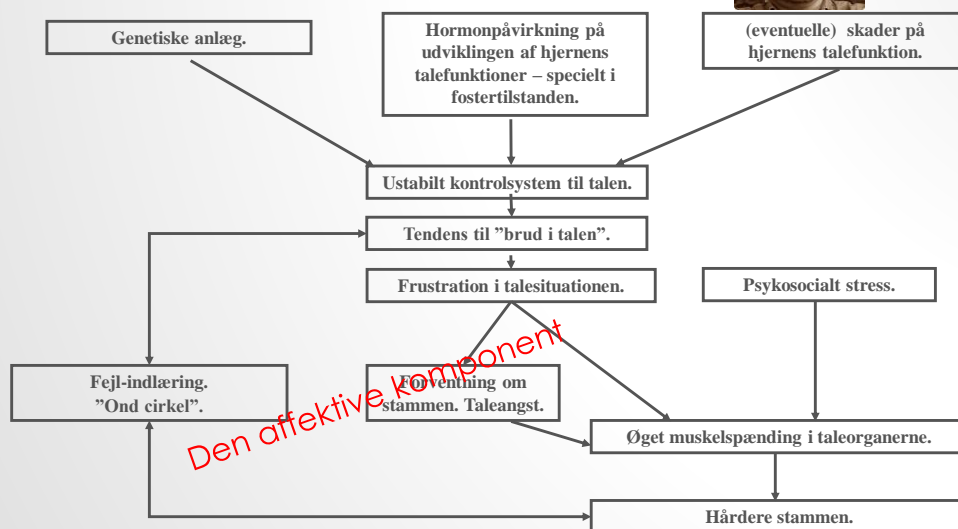 Genetiske anlæg.
Hormonpåvirkning på
udviklingen af hjernens
talefunktioner – specielt i
fostertilstanden.
(eventuelle) skader på
hjernens talefunktion.
Ustabilt kontrolsystem til talen.
Tendens til ”brud i talen”.
Frustration i talesituationen.
Psykosocialt stress.
Fejl-indlæring.
”Ond cirkel”.
Forventning om
stammen. Taleangst.
Den affektive komponent
Øget muskelspænding i taleorganerne.
Hårdere stammen.